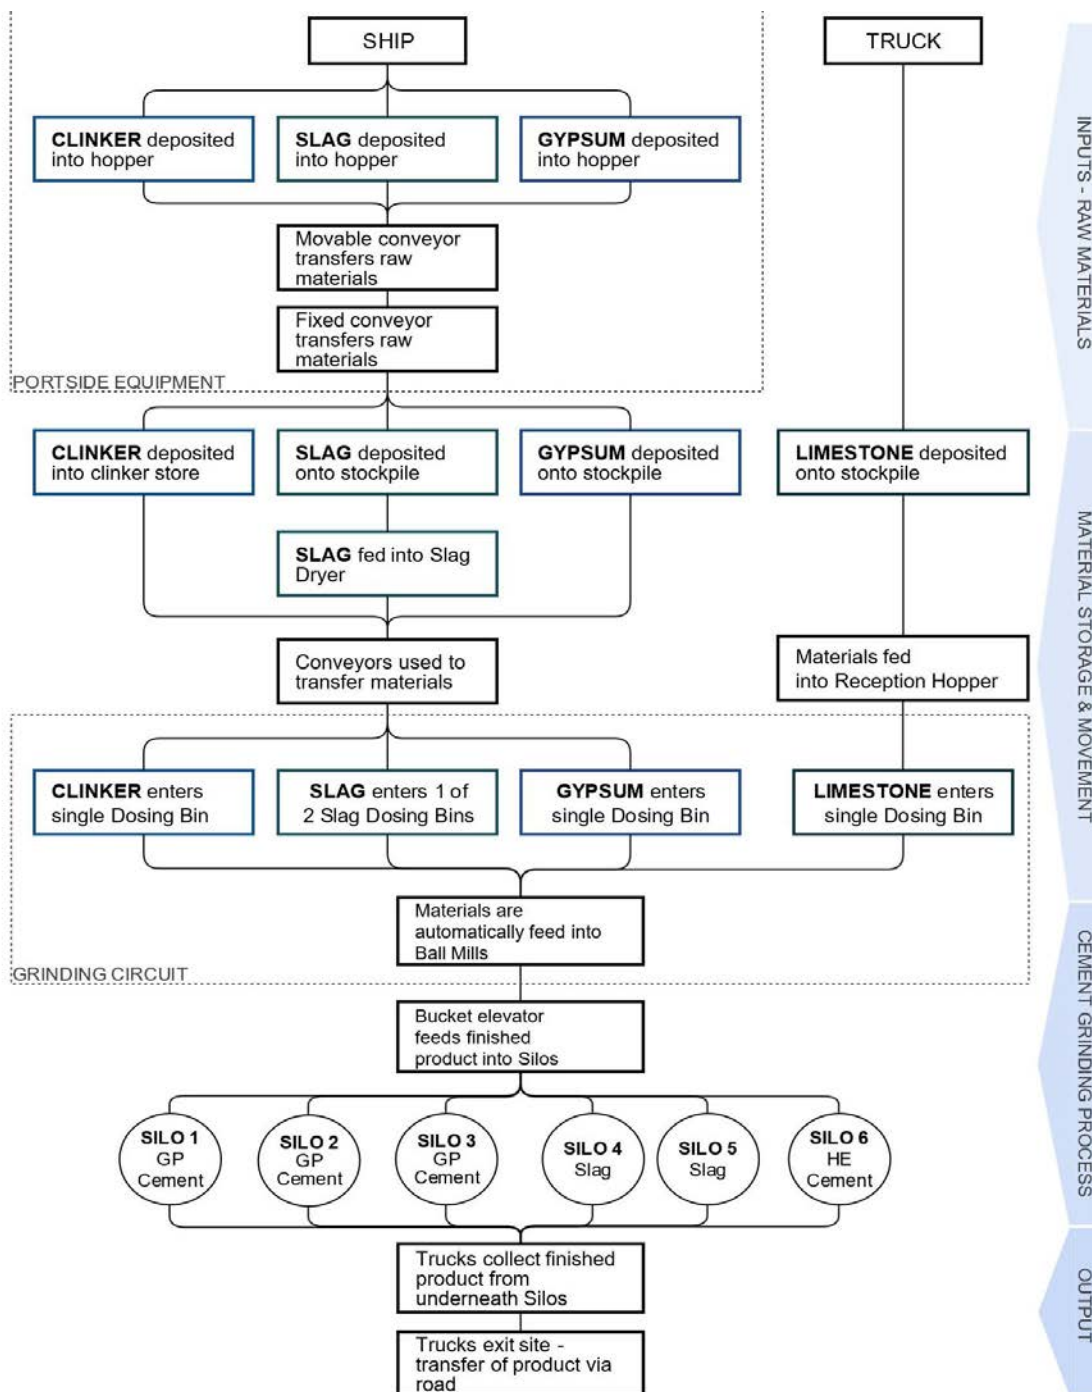 SHIP
TRUCK
CLINKER deposited
into hopper
SLAG deposited
into hopper
GYPSUM deposited
into hopper
Movable conveyor
transfers raw
materials
Fixed conveyor
transfers raw
materials
PORTSIDE EQUIPMENT
INPUTS - RAW MATERIALS
CLINKER deposited
into clinker store
SLAG deposited
onto stockpile
GYPSUM deposited
onto stockpile
LIMESTONE deposited
onto stockpile
SLAG fed into Slag
Dryer
Conveyors used to
transfer materials
Materials fed
into Reception Hopper
MATERIAL STORAGE & MOVEMENT
CLINKER enters
single Dosing Bin
SLAG enters 1 of
2 Slag Dosing Bins
GYPSUM enters
single Dosing Bin
LIMESTONE enters
single Dosing Bin
Materials are
automatically feed into
Ball Mills
GRINDING CIRCUIT
Bucket elevator
feeds finished
product into Silos
SILO 1
GP
Cement
SILO 2
GP
Cement
SILO 3
GP
Cement
SILO 4
Slag
SILO 5
Slag
SILO 6
HE
Cement
CEMENT GRINDING PROCESS
Trucks collect finished
product from
underneath Silos
Trucks exit site -
transfer of product via
road
OUTPUT